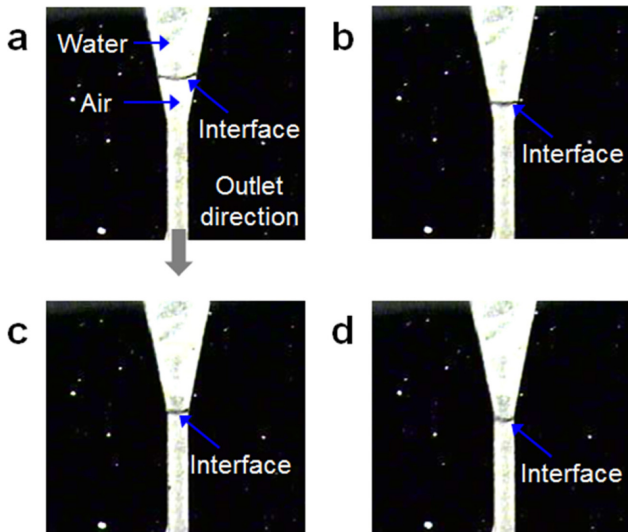 a
Water
Air
Interface
Outlet
direction
b
Interface
c
Interface
d
Interface